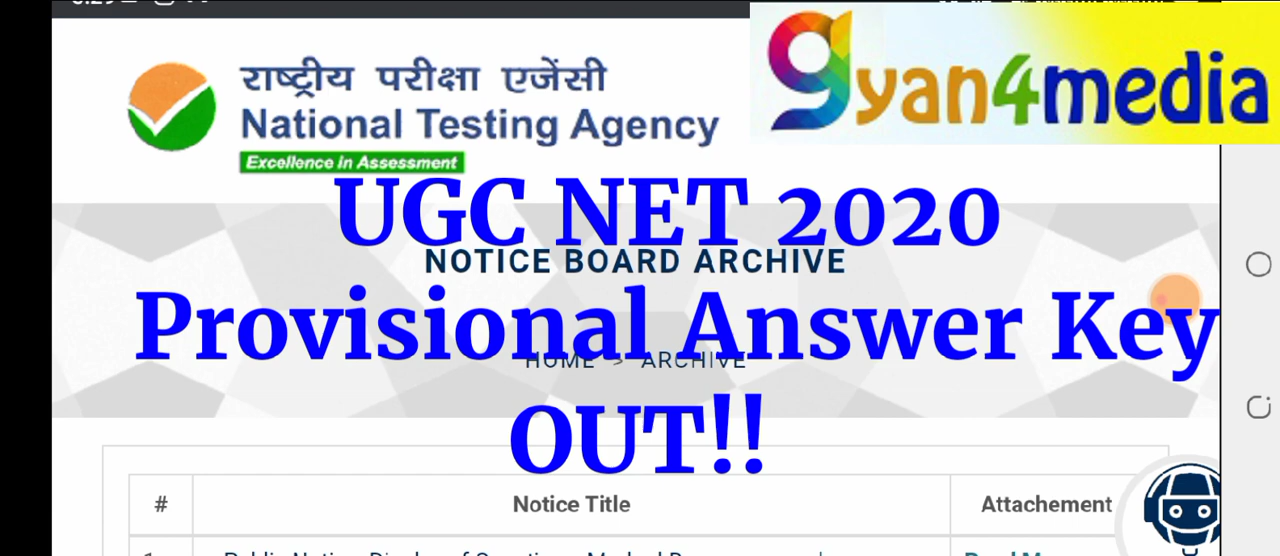 राष्ट्रीय परीक्षा एजेंसी
National Testing Agency
Excellence in Assessment
gyan4media
UGC NET 2020
NOTICE BOARD ARCHIVE
Provisional Answer Key
HOME > ARCHIVE
OUT!!
# Notice Title Attachement